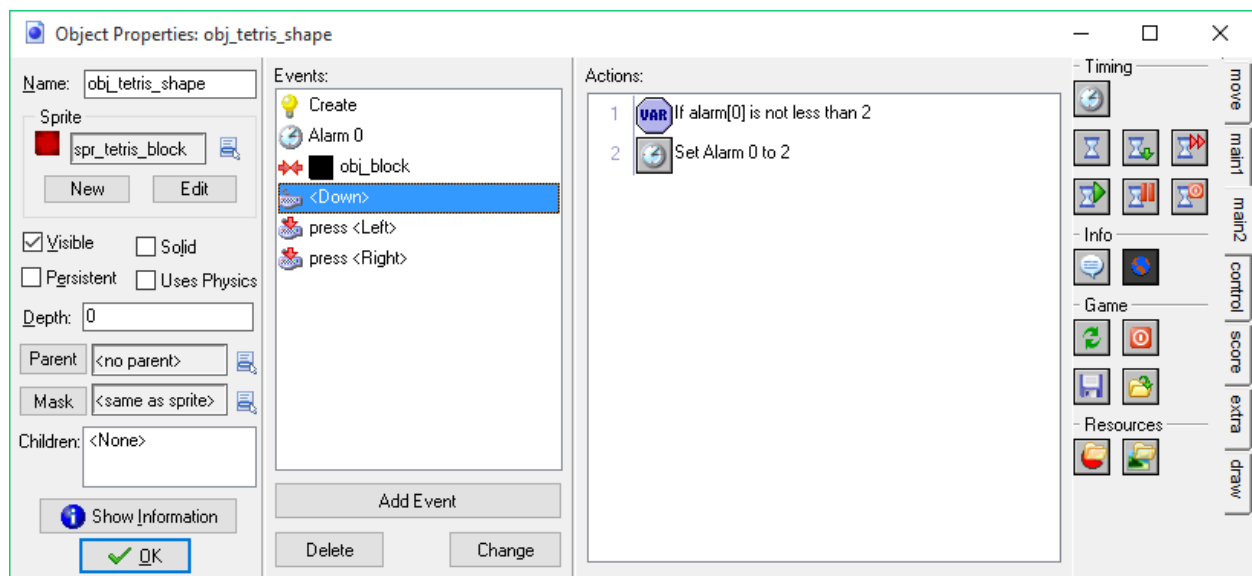 Object Properties: obj_tetris_shape
Name: obj_tetris_shape
Sprite
spr_tetris_block
New Edit
Visible Solid
Persistent Uses Physics
Depth: 0
Parent <no parent>
Mask <same as sprite>
Children: <None>
Show Information
OK
Events:
Create
Alarm 0
obj_block
<Down>
press <Left>
press <Right>
Add Event
Delete Change
Actions:
1 VAR If alarm[0] is not less than 2
2 Set Alarm 0 to 2
Timing
Info
Game
Resources
move
main1
main2
control
score
extra
draw